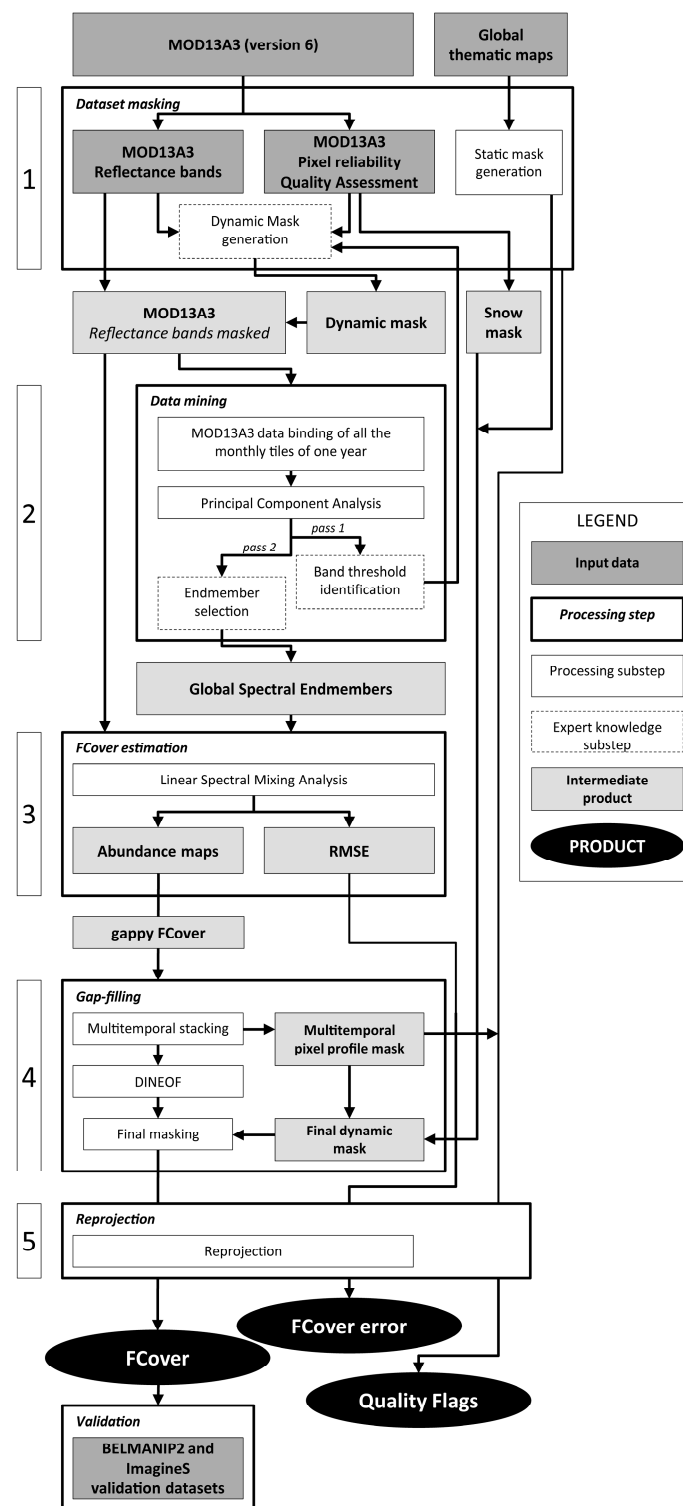 MOD13A3 (version 6)
Global
thematic maps
1
Dataset masking
MOD13A3
Reflectance bands
MOD13A3
Pixel reliability
Quality Assessment
Static mask
generation
Dynamic Mask
generation
MOD13A3
Reflectance bands masked
Dynamic mask
Snow
mask
2
Data mining
MOD13A3 data binding of all the
monthly tiles of one year
Principal Component Analysis
pass 1
pass 2
Band threshold
identification
Endmember
selection
Global Spectral Endmembers
LEGEND
Input data
Processing step
Processing substep
Expert knowledge
substep
Intermediate
product
PRODUCT
3
FCover estimation
Linear Spectral Mixing Analysis
Abundance maps
RMSE
gappy FCover
4
Gap-filling
Multitemporal stacking
Multitemporal
pixel profile mask
DINEOF
Final masking
Final dynamic
mask
5
Reprojection
Reprojection
FCover error
FCover
Quality Flags
Validation
BELMANIP2 and
ImagineS
validation datasets